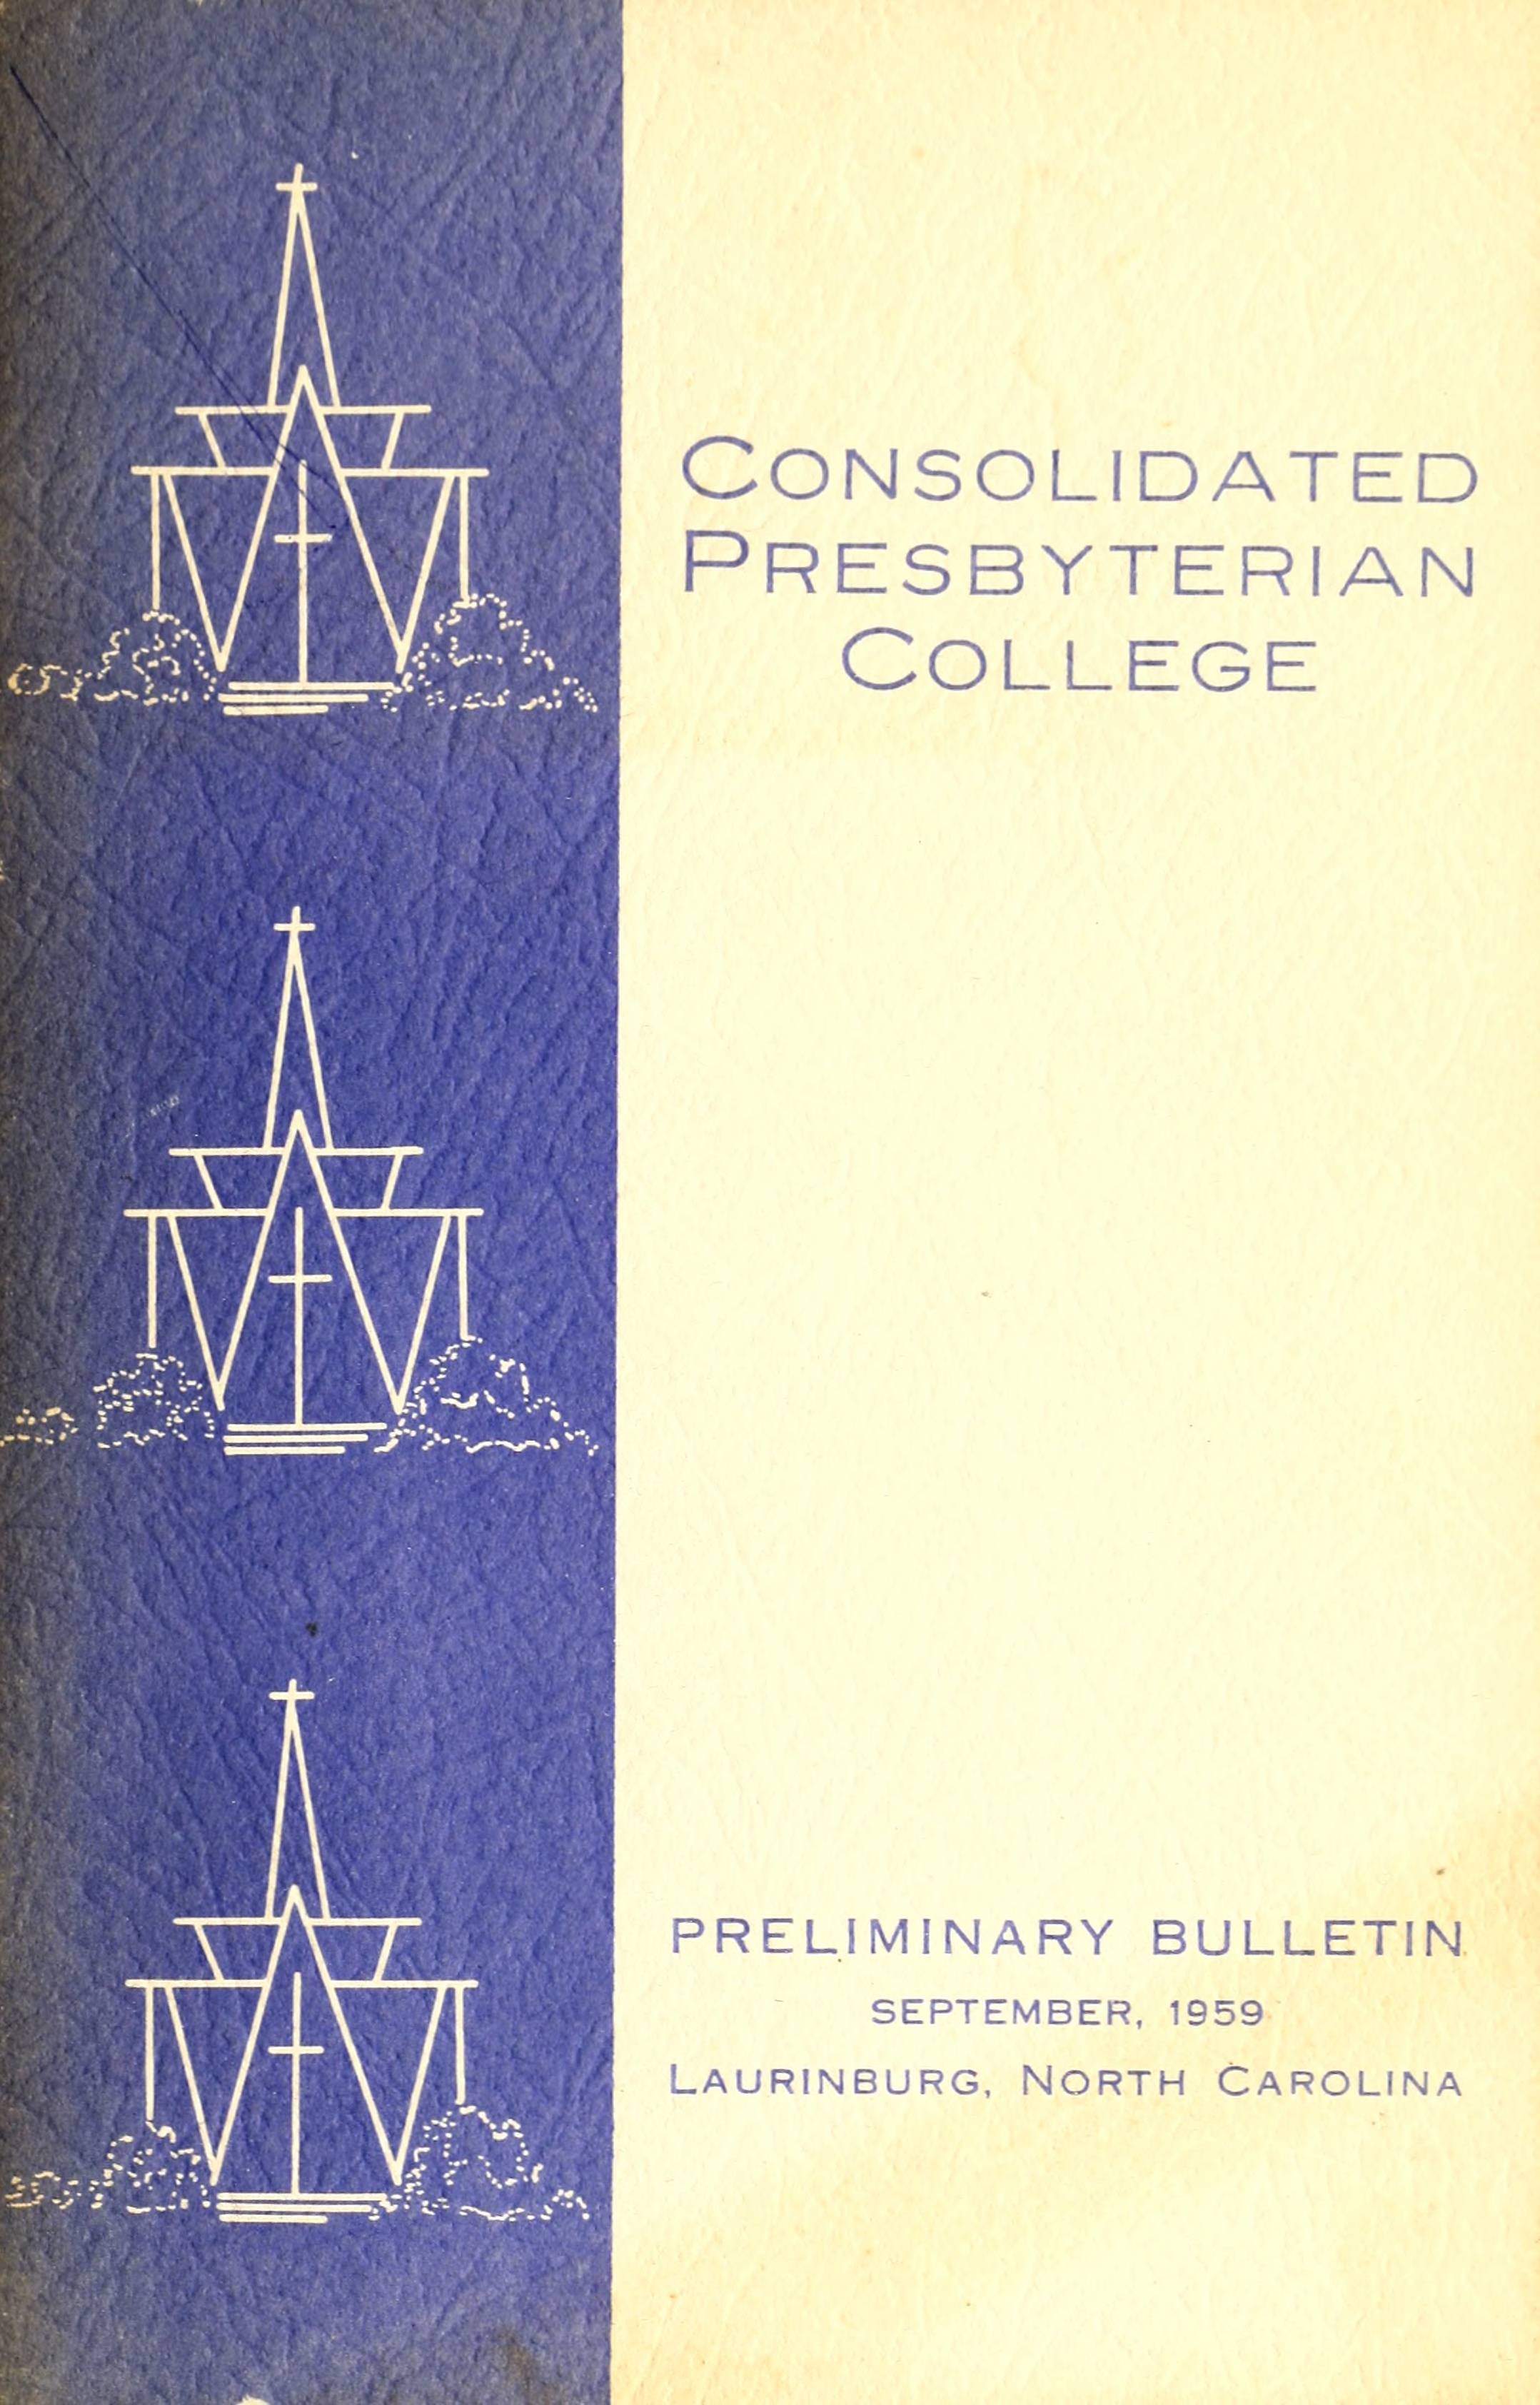 CONSOLIDATED
PRESBYTERIAN
COLLEGE
PRELIMINARY BULLETIN
SEPTEMBER, 1959
LAURINBURG, NORTH CAROLINA